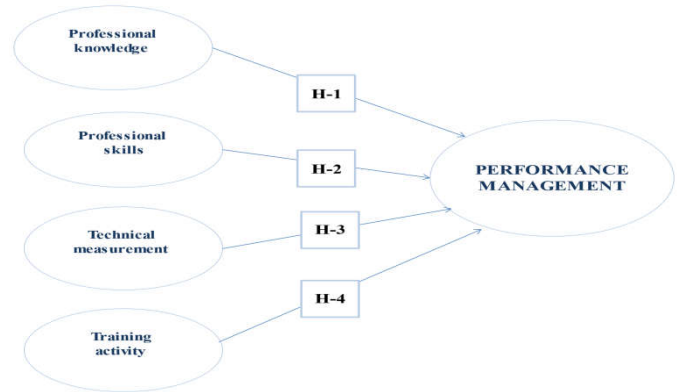 Professional
knowledge
H-1
Professional
skills
H-2
PERFORMANCE
MANAGEMENT
Technical
measurement
H-3
H-4
Training
activity